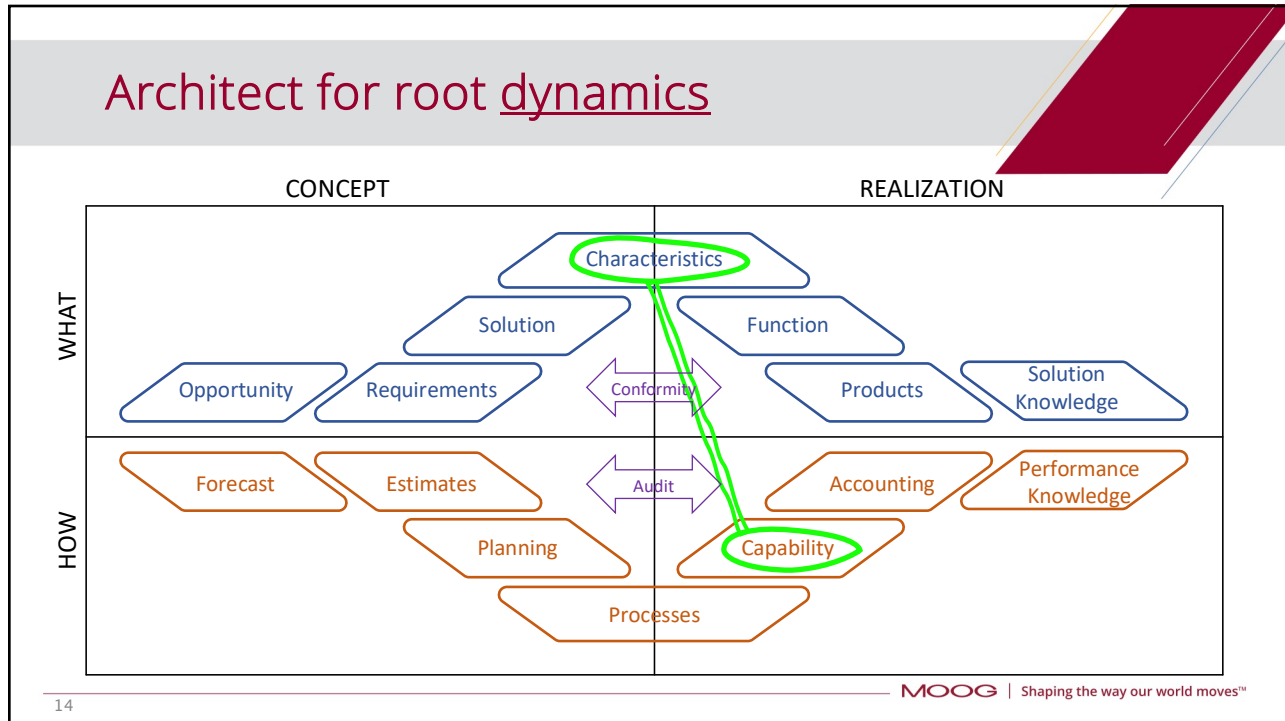 Architect for root dynamics
CONCEPT
REALIZATION
WHAT
Characteristics
Solution
Function
Opportunity
Requirements
Conformity
Products
Solution
Knowledge
HOW
Forecast
Estimates
Audit
Accounting
Performance
Knowledge
Planning
Capability
Processes
14
MOOG | Shaping the way our world moves™